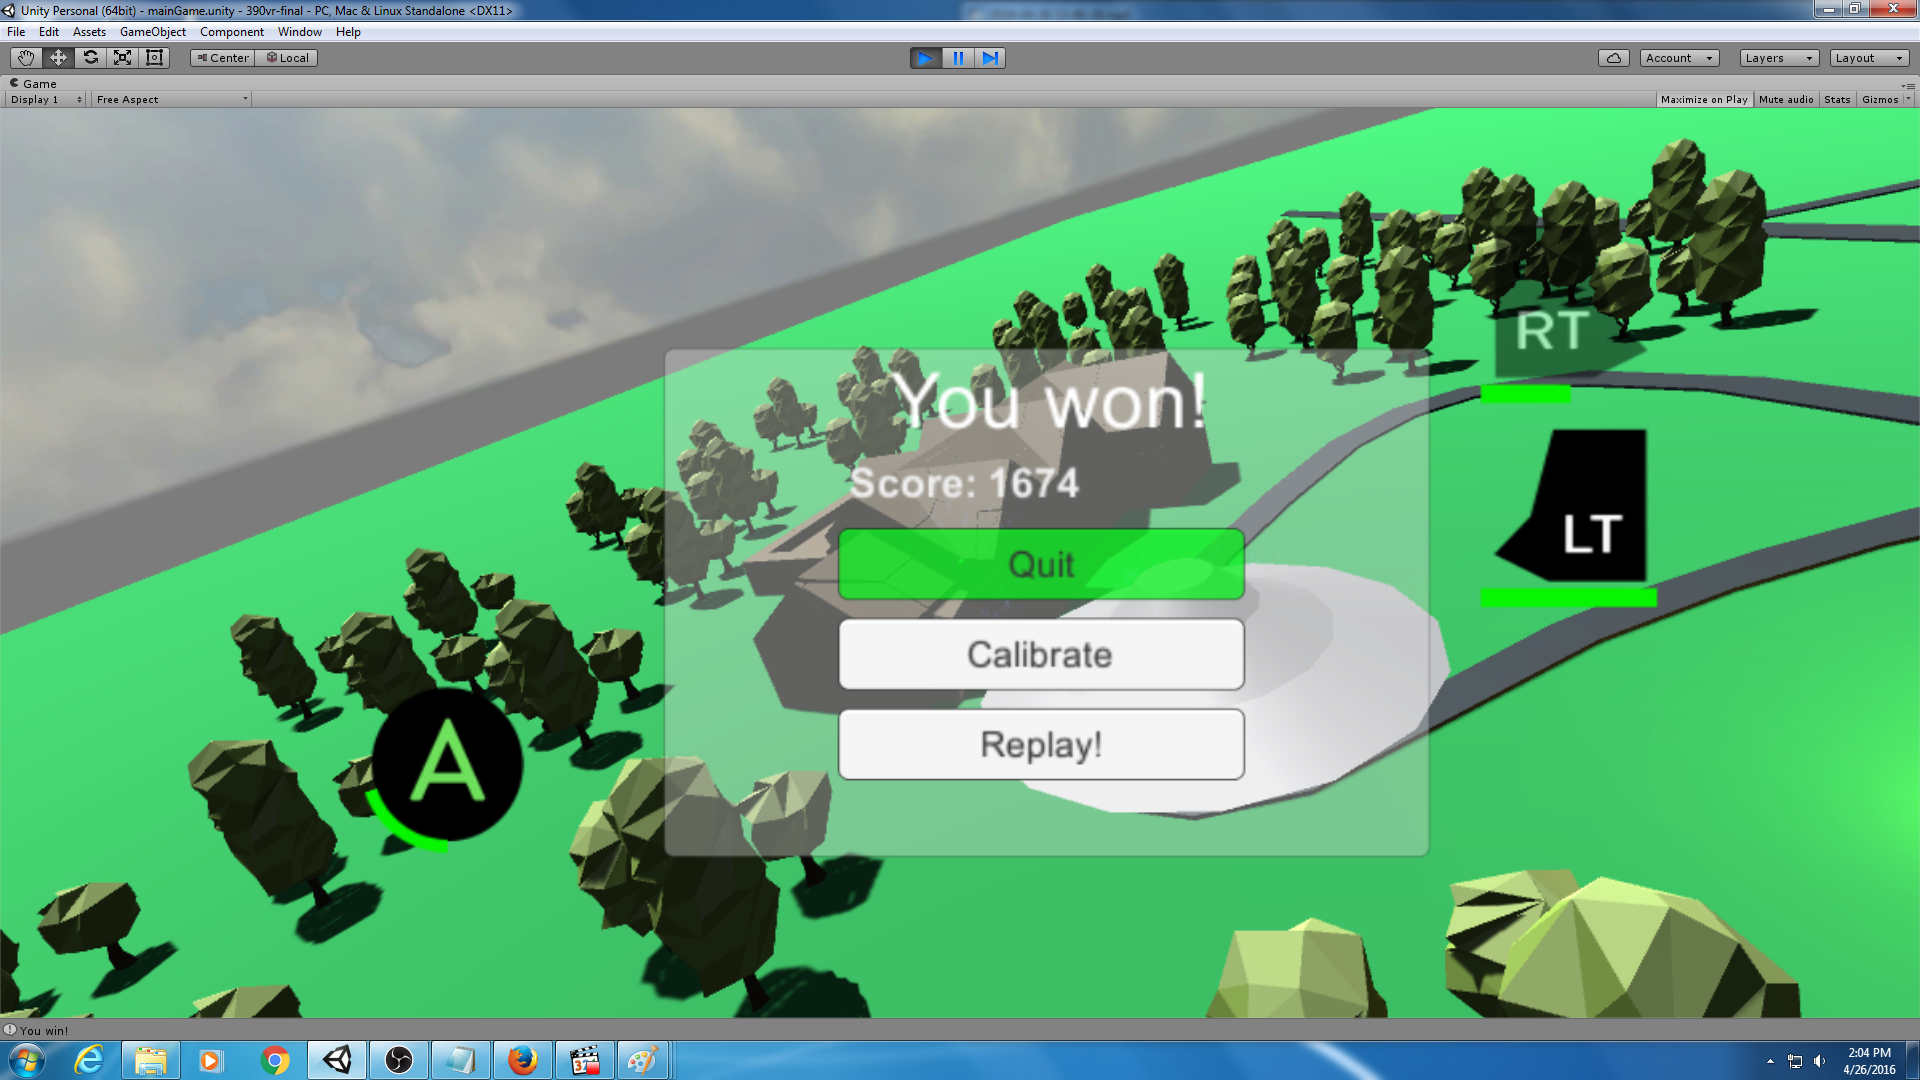 Unity Personal (64bit) - mainGame.unity - 390vr-final - PC, Mac & Linux Standalone <DX11>
File Edit Assets GameObject Component Window Help
Center Local Account Layers Layout
Game
Display 1 Free Aspect Maximize on Play Mute audio Stats Gizmos
RT
You won!
Score: 1674
LT
Quit
Calibrate
Replay!
A
You win!
2:04 PM
4/26/2016